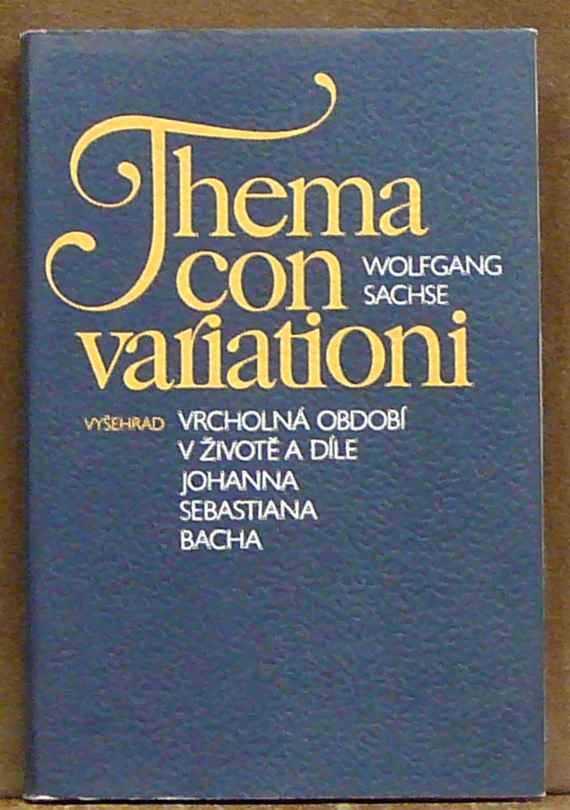 Thema
con
WOLFGANG
SACHSE
variationi
VYŠEHRAD
VRCHOLNÁ OBDOBÍ
V ŽIVOTĚ A DÍLE
JOHANNA
SEBASTIANA
BACHA